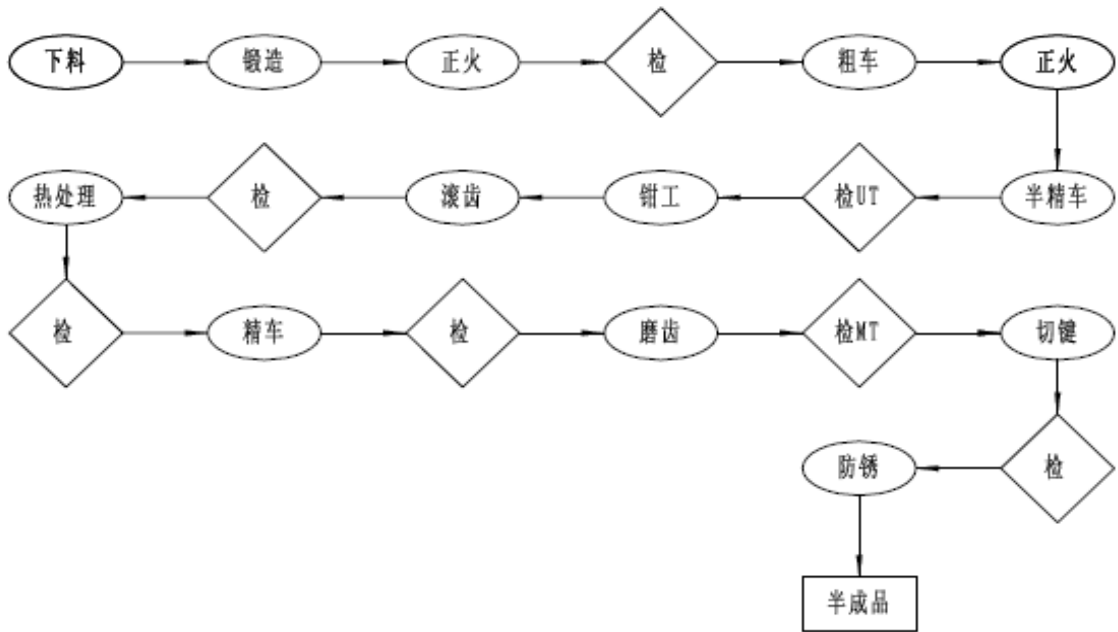 下料
锻造
正火
检
粗车
正火
半精车
检UT
钳工
滚齿
检
热处理
检
精车
检
磨齿
检MT
切键
检
防锈
半成品